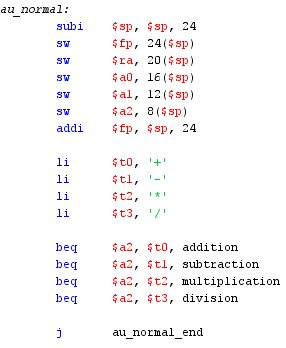 au_normal:
subi $sp, $sp, 24
sw $fp, 24($sp)
sw $ra, 20($sp)
sw $a0, 16($sp)
sw $a1, 12($sp)
sw $a2, 8($sp)
addi $fp, $sp, 24
li $t0, '+'
li $t1, '-'
li $t2, '*'
li $t3, '/'
beq $a2, $t0, addition
beq $a2, $t1, subtraction
beq $a2, $t2, multiplication
beq $a2, $t3, division
j au_normal_end